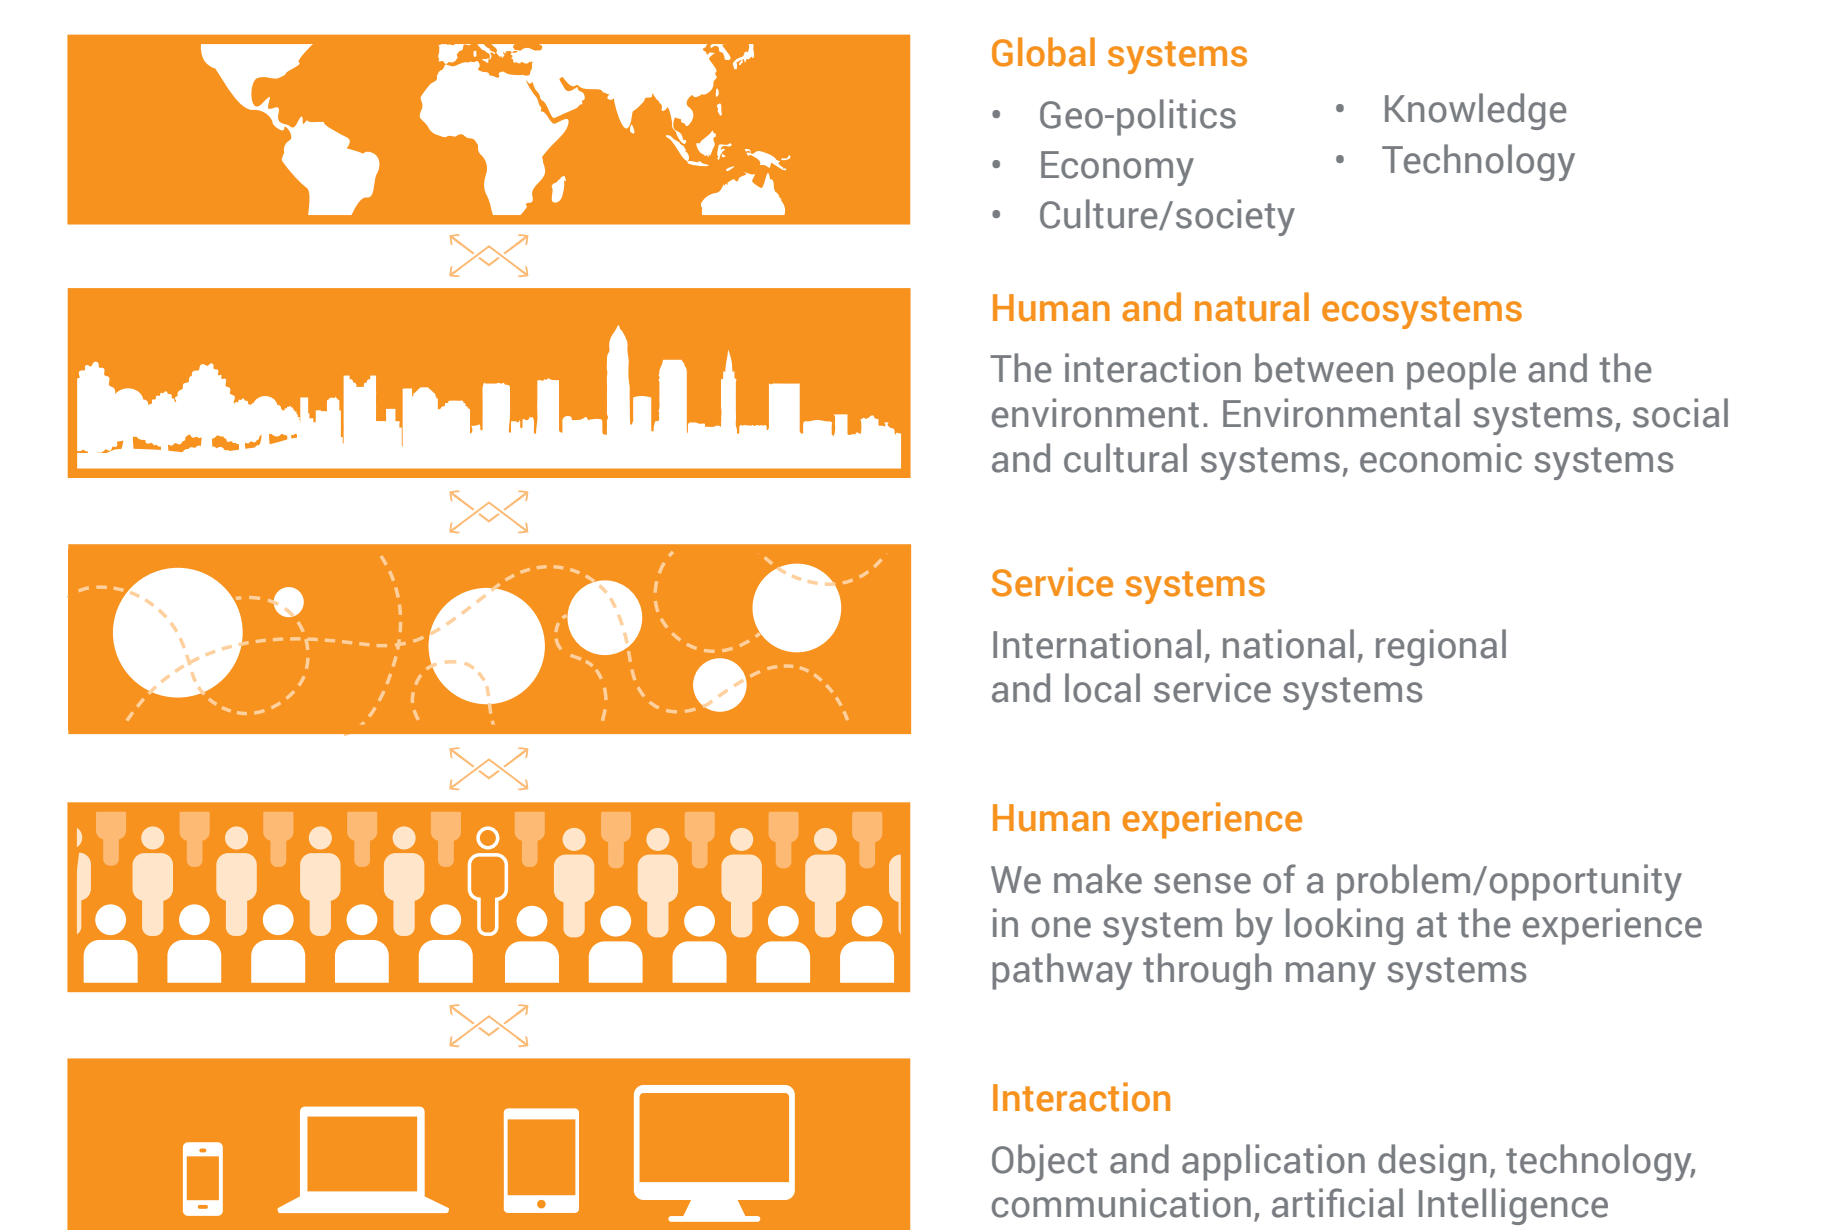 Global systems
• Geo-politics
• Economy
• Culture/society
• Knowledge
• Technology
Human and natural ecosystems
The interaction between people and the
environment. Environmental systems, social
and cultural systems, economic systems
Service systems
International, national, regional
and local service systems
Human experience
We make sense of a problem/opportunity
in one system by looking at the experience
pathway through many systems
Interaction
Object and application design, technology,
communication, artificial Intelligence